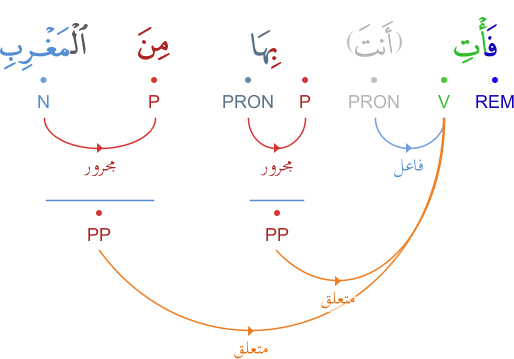 فَأْتِ (أَنتَ) بِهَا مِنَ ٱلْمَغْرِبِ
REM V PRON P PRON P N
فاعل مجرور مجرور
PP PP
متعلق
متعلق